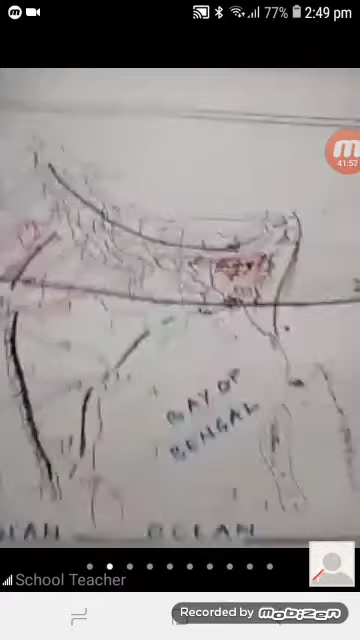 77% 2:49 pm
41:57
BAY OF
BENGAL
OCEAN
School Teacher
Recorded by mobizen